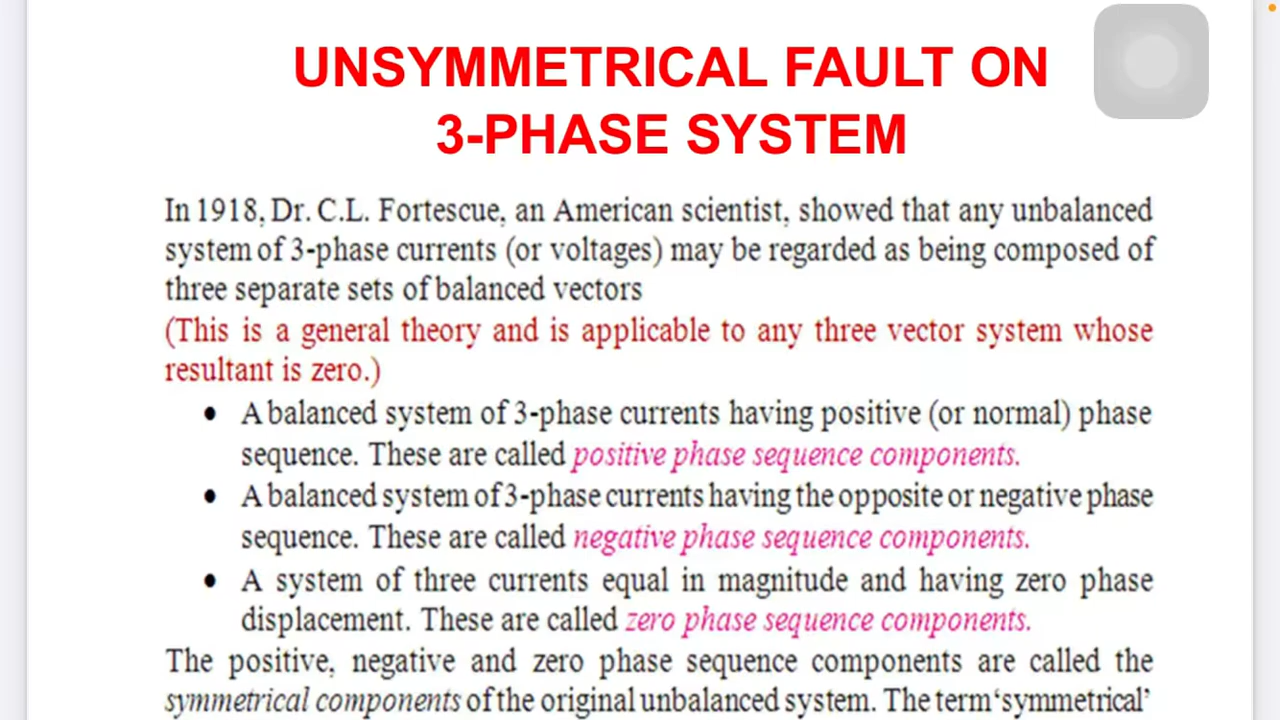 UNSYMMETRICAL FAULT ON
3-PHASE SYSTEM
In 1918, Dr. C.L. Fortescue, an American scientist, showed that any unbalanced
system of 3-phase currents (or voltages) may be regarded as being composed of
three separate sets of balanced vectors
(This is a general theory and is applicable to any three vector system whose
resultant is zero.)
• A balanced system of 3-phase currents having positive (or normal) phase
sequence. These are called positive phase sequence components.
• A balanced system of 3-phase currents having the opposite or negative phase
sequence. These are called negative phase sequence components.
• A system of three currents equal in magnitude and having zero phase
displacement. These are called zero phase sequence components.
The positive, negative and zero phase sequence components are called the
symmetrical components of the original unbalanced system. The term ‘symmetrical’